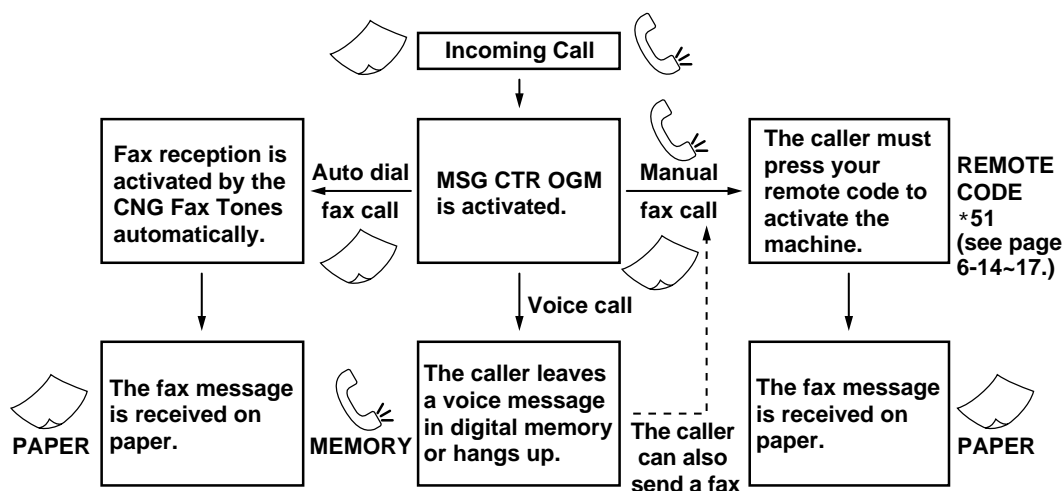 Incoming Call
Fax reception is
activated by the
CNG Fax Tones
automatically.
Auto dial
fax call
MSG CTR OGM
is activated.
Manual
fax call
The caller must
press your
remote code to
activate the
machine.
REMOTE
CODE
*51
(see page
6-14~17.)
Voice call
PAPER
The fax message
is received on
paper.
MEMORY
The caller leaves
a voice message
in digital memory
or hangs up.
The caller
can also
send a fax
The fax message
is received on
paper.
PAPER